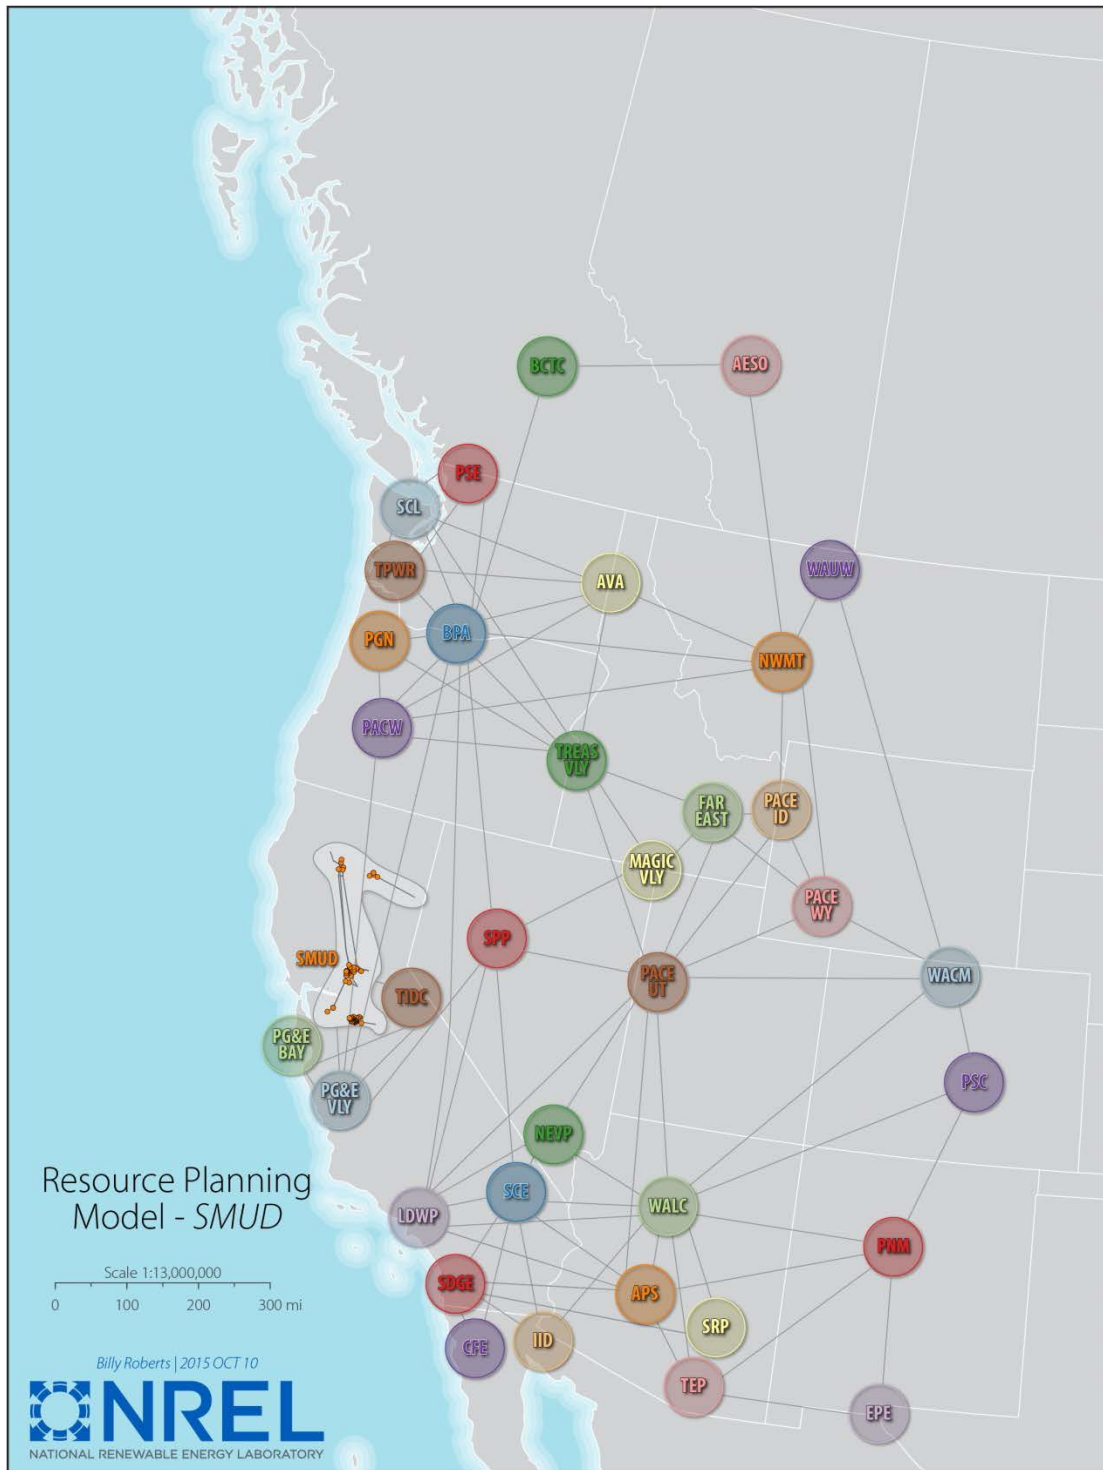 BCTC
AESO
PSE
SCL
TPWR
AVA
WAUW
PGN
BPA
NWMT
PACW
TREAS
VLY
FAR
EAST
PACE
ID
MAGIC
VLY
PACE
WY
SPP
SMUD
PACE
UT
WACM
TIDC
PG&E
BAY
PSC
PG&E
VLY
NEVP
SCE
WALC
LDWP
PNM
SDGE
APS
SRP
CFE
IID
TEP
EPE
Resource Planning
Model - SMUD
Scale 1:13,000,000
0 100 200 300 mi
Billy Roberts | 2015 OCT 10
NREL
NATIONAL RENEWABLE ENERGY LABORATORY